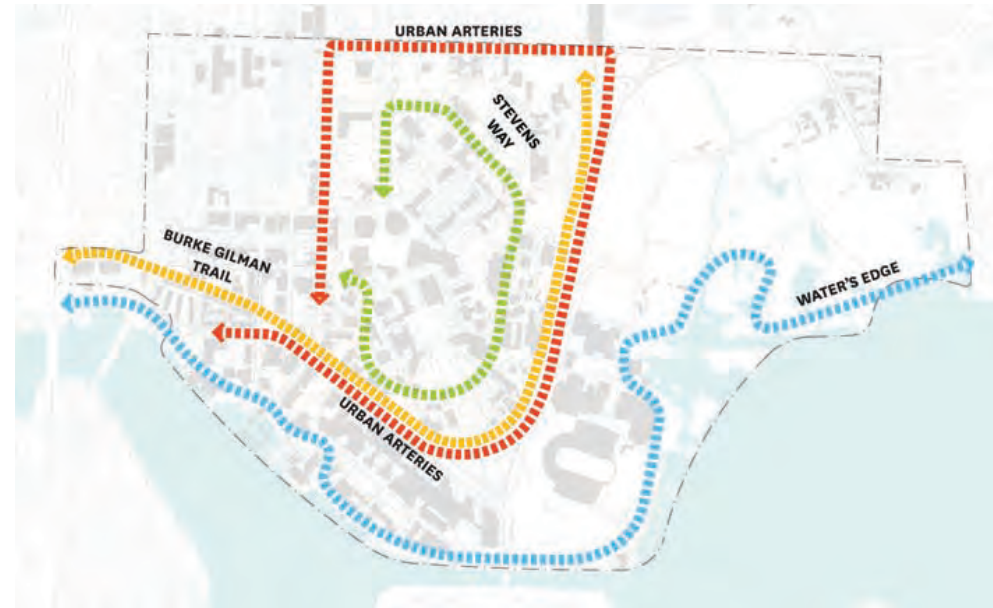 URBAN ARTERIES
STEVENS
WAY
BURKE GILMAN
TRAIL
WATER'S EDGE
URBAN ARTERIES